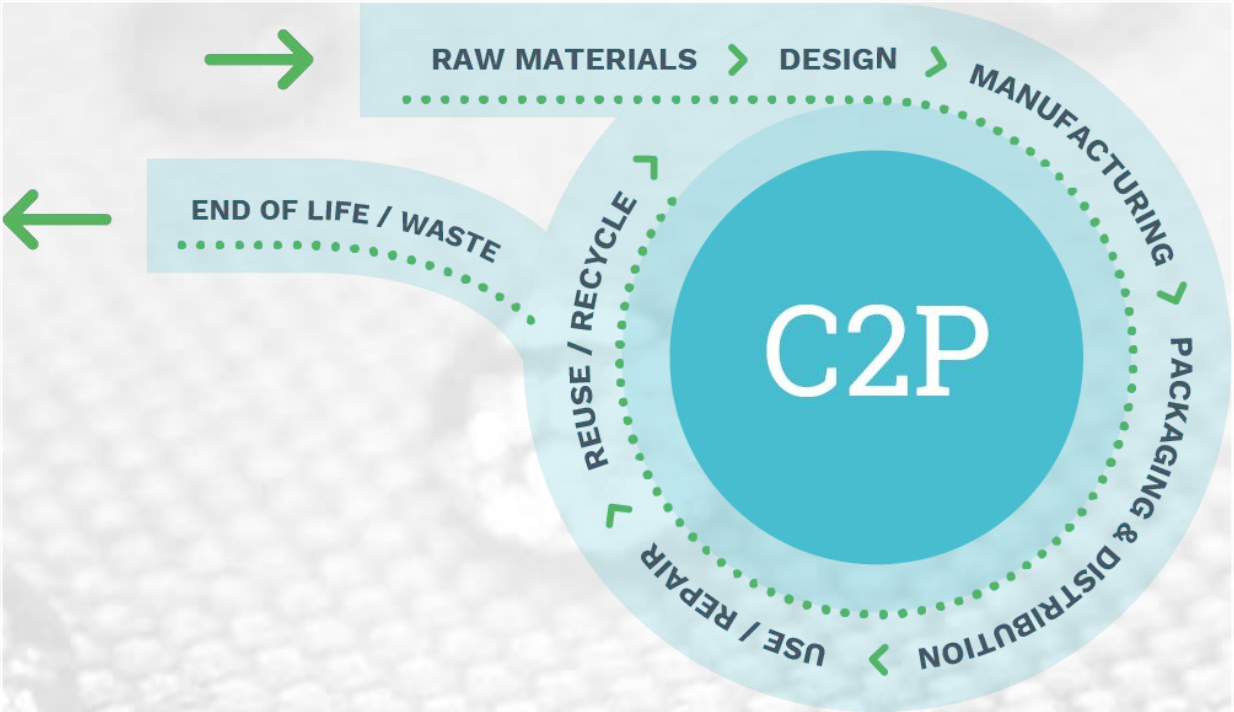 RAW MATERIALS
DESIGN
MANUFACTURING
PACKAGING & DISTRIBUTION
USE / REPAIR
REUSE / RECYCLE
END OF LIFE / WASTE
C2P